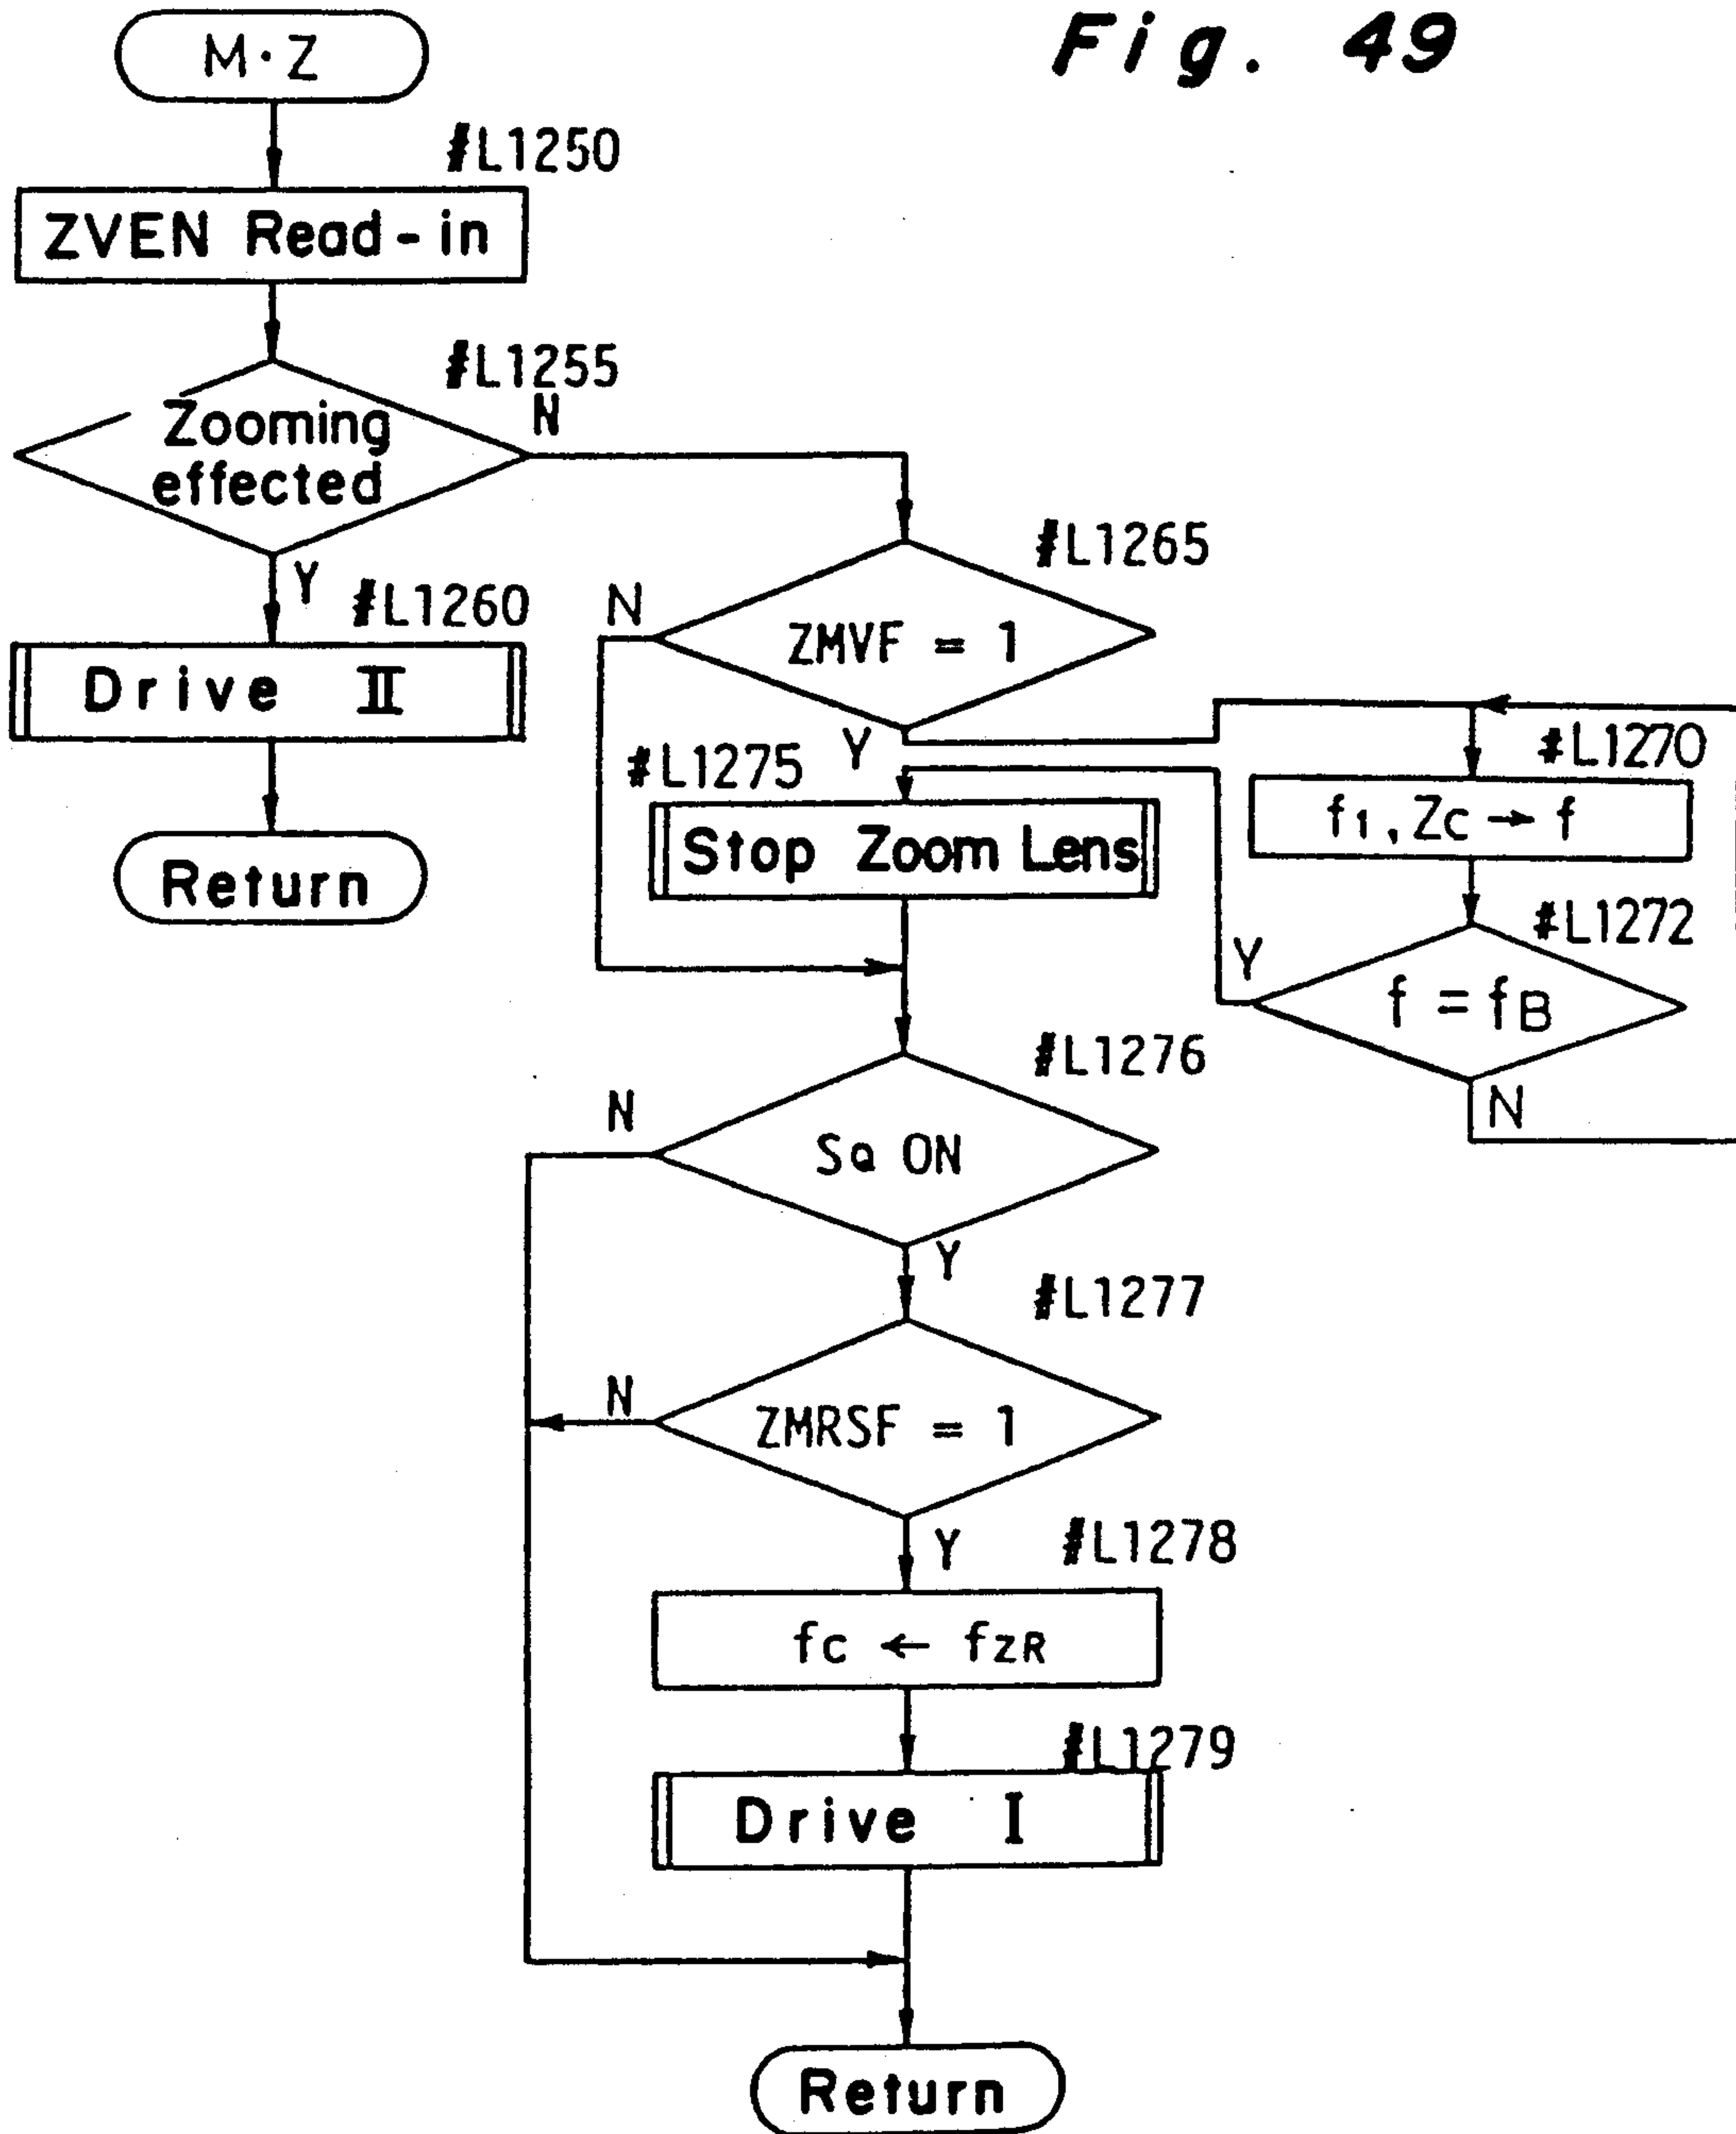 Fig. 49
M·Z
#L1250
ZVEN Read-in
#L1255
Zooming
effected
N
Y
#L1260
Drive II
Return
#L1265
N
ZMVF = 1
Y
#L1270
f1, Zc → f
#L1272
Y
f = fB
N
#L1275
Stop Zoom Lens
#L1276
N
SQ ON
Y
#L1277
N
ZMRSF = 1
Y
#L1278
fc ← fzR
#L1279
Drive I
Return